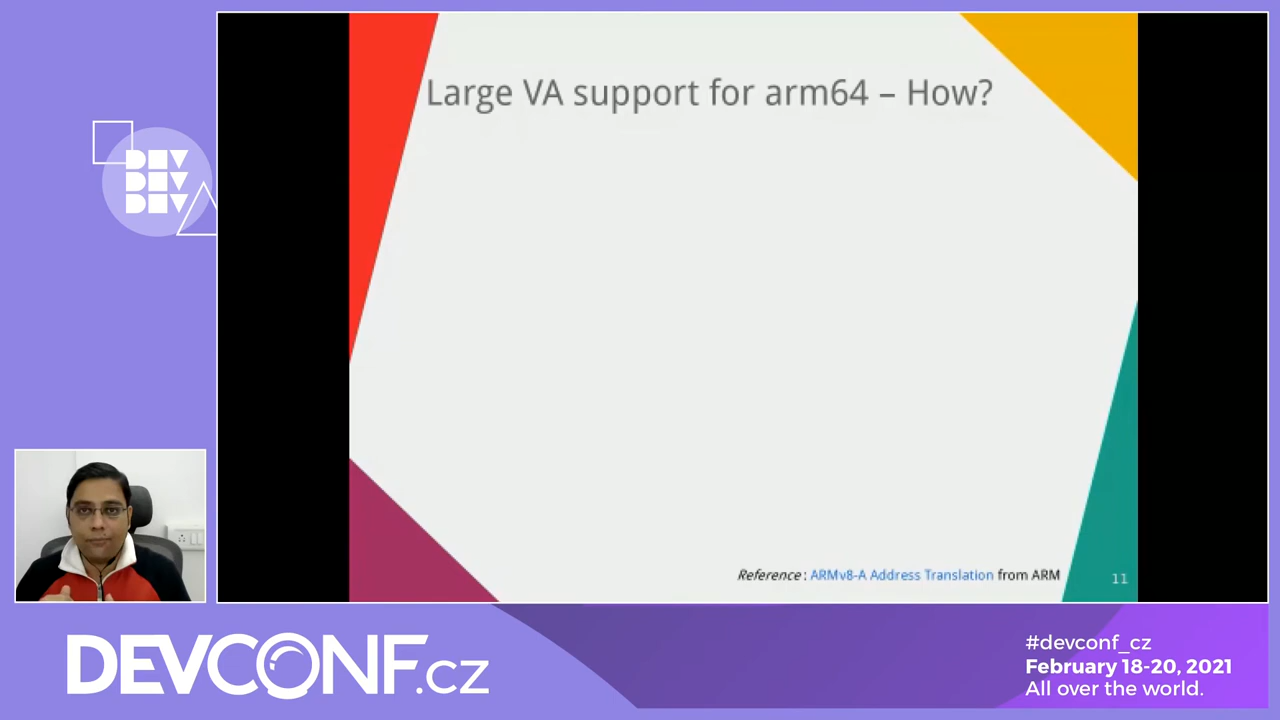 Large VA support for arm64 – How?
DEV
DEV
DEV
Reference : ARMv8-A Address Translation from ARM
11
DEVCONF.cz
#devconf_cz
February 18-20, 2021
All over the world.